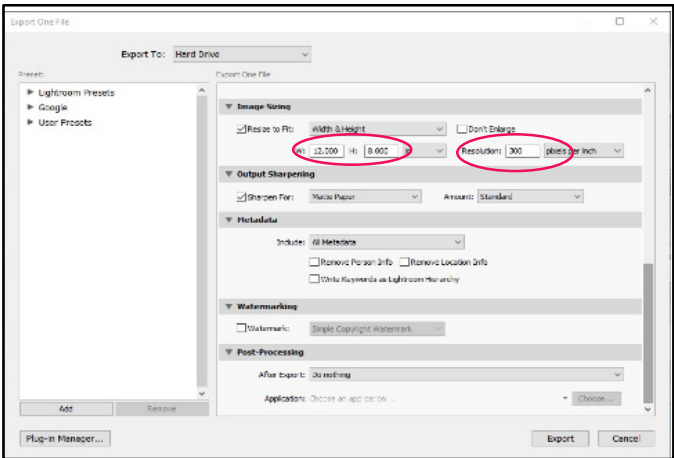 Export One File
Export To: Hard Drive
Preset: Export One File
Lightroom Presets
Google
User Presets
Image Sizing
Resize to Fit: Width & Height Don't Enlarge
W: 12.000 H: 8.000 in Resolution: 300 pixels per inch
Output Sharpening
Sharpen For: Matte Paper Amount: Standard
Metadata
Include: All Metadata
Remove Person Info Remove Location Info
Write Keywords as Lightroom Hierarchy
Watermarking
Watermark: Simple Copyright Watermark
Post-Processing
After Export: Do nothing
Application: Choose an application ... Choose...
Add Remove
Plug-in Manager... Export Cancel